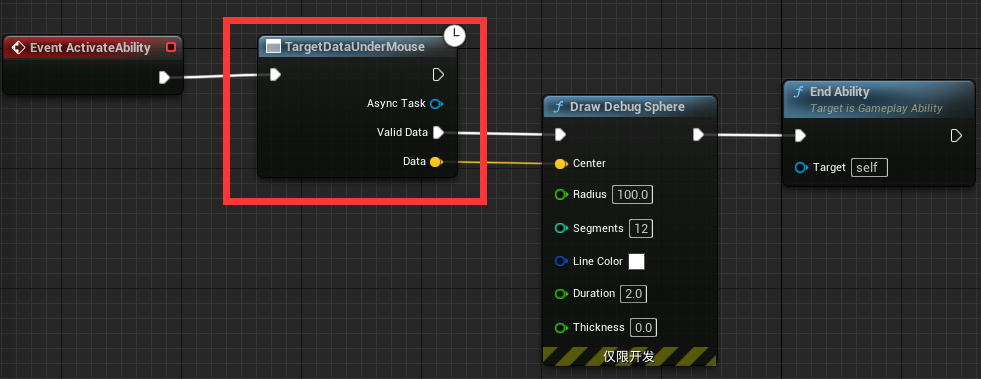 Event ActivateAbility
TargetDataUnderMouse
Async Task
Valid Data
Data
Draw Debug Sphere
Center
Radius 100.0
Segments 12
Line Color
Duration 2.0
Thickness 0.0
仅限开发
End Ability
Target is Gameplay Ability
Target self